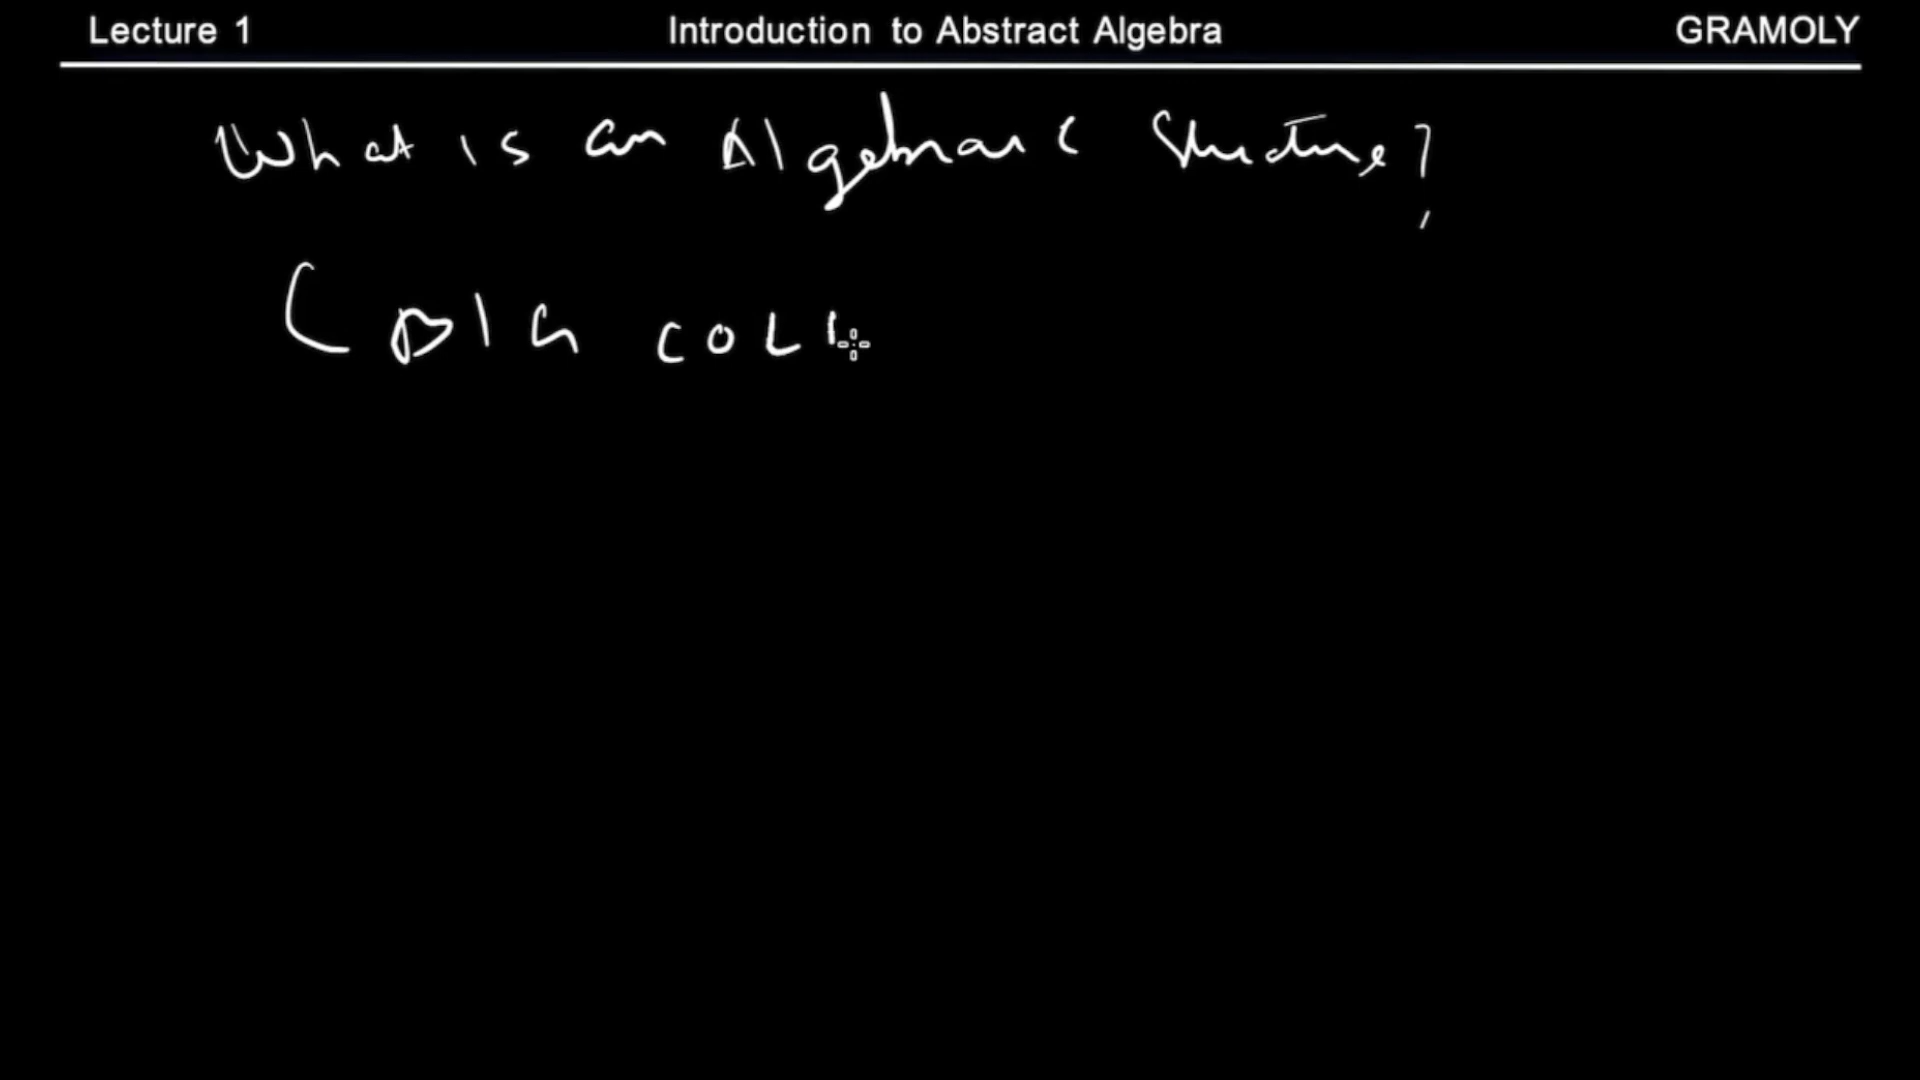 Lecture 1 Introduction to Abstract Algebra GRAMOLY
What is an Algebraic Structure?